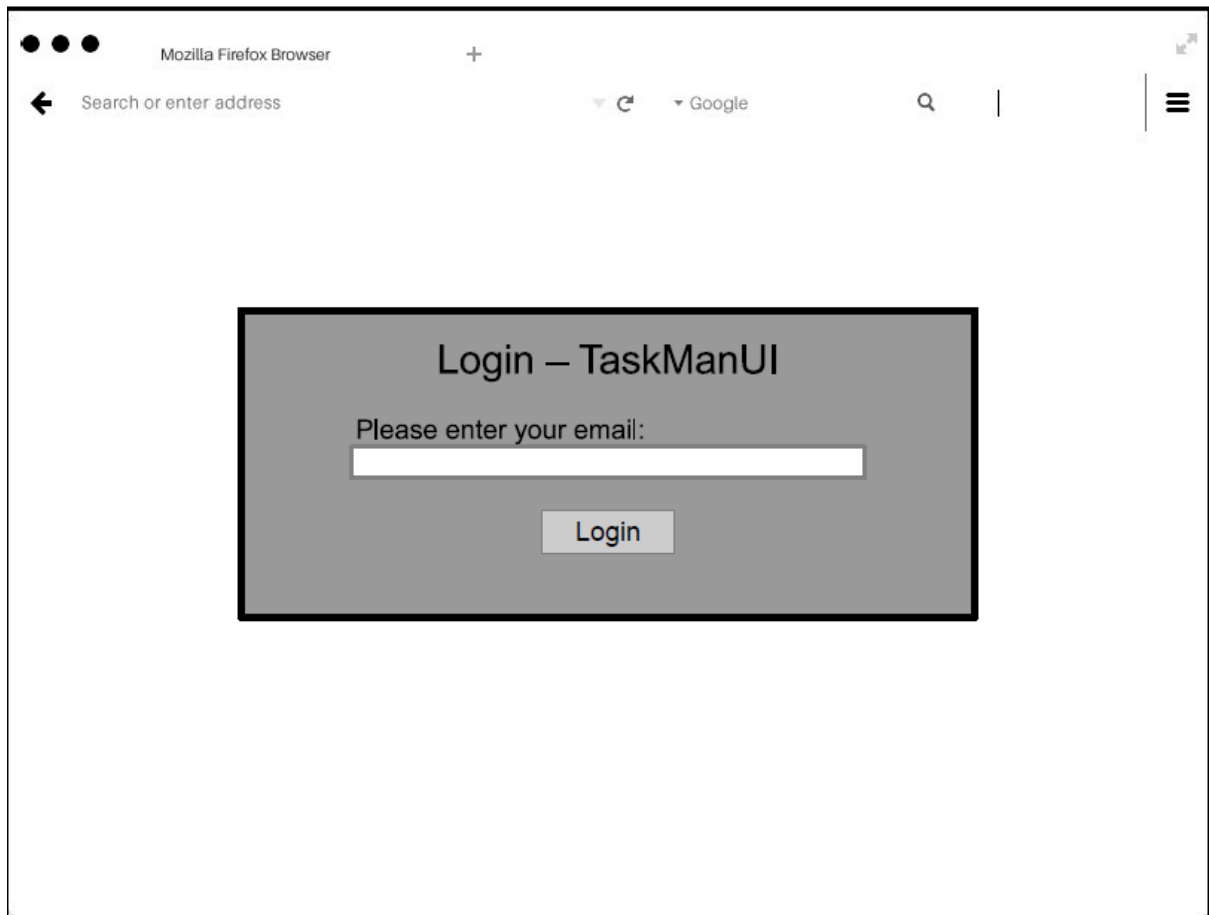 Mozilla Firefox Browser
Search or enter address
Google
Login – TaskManUI
Please enter your email:
Login